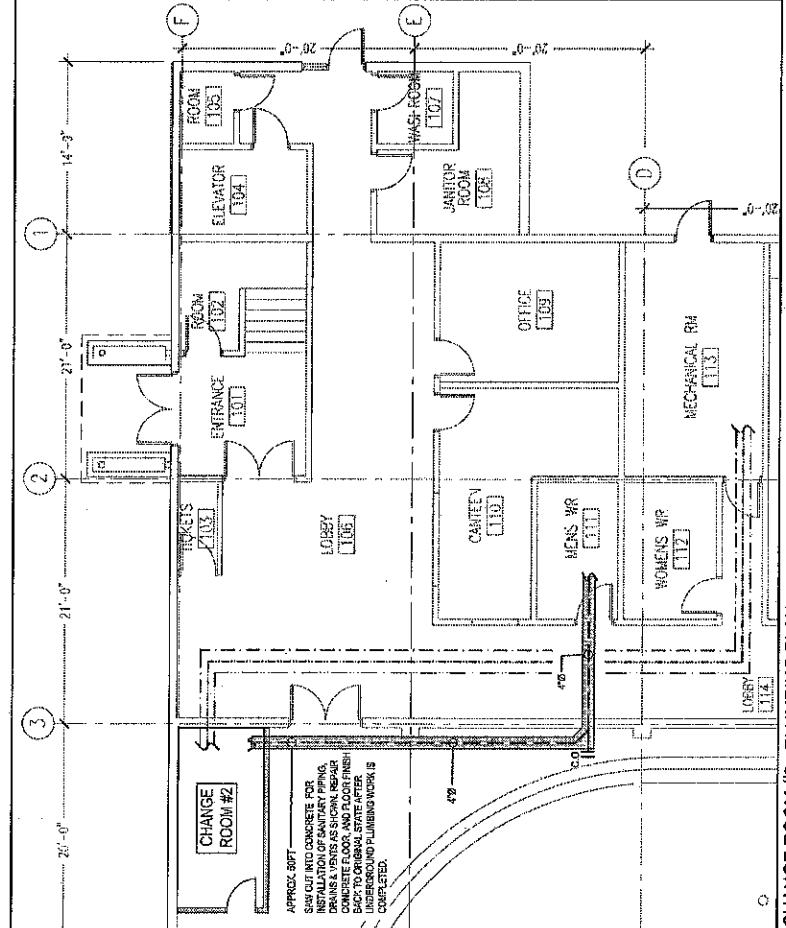 F
E
D
1
2
3
20'-0"
20'-0"
20'-0"
14'-9"
21'-0"
21'-0"
20'-0"
ROOM
105
ELEVATOR
104
ROOM
102
ENTRANCE
101
TICKETS
103
LOBBY
106
WASH ROOM
107
JANITOR
ROOM
108
OFFICE
109
CANTEEN
110
MENS WR
111
WOMENS WR
112
MECHANICAL RM
113
LOBBY
114
4"Ø
4"Ø
C.O
CHANGE
ROOM #2
APPROX. 50FT
SAW CUT INTO CONCRETE FOR
INSTALLATION OF SANITARY PIPING,
DRAINS & VENTS AS SHOWN. REPAIR
CONCRETE FLOOR, AND FLOOR FINISH
BACK TO ORIGINAL STATE AFTER
UNDERGROUND PLUMBING WORK IS
COMPLETED.